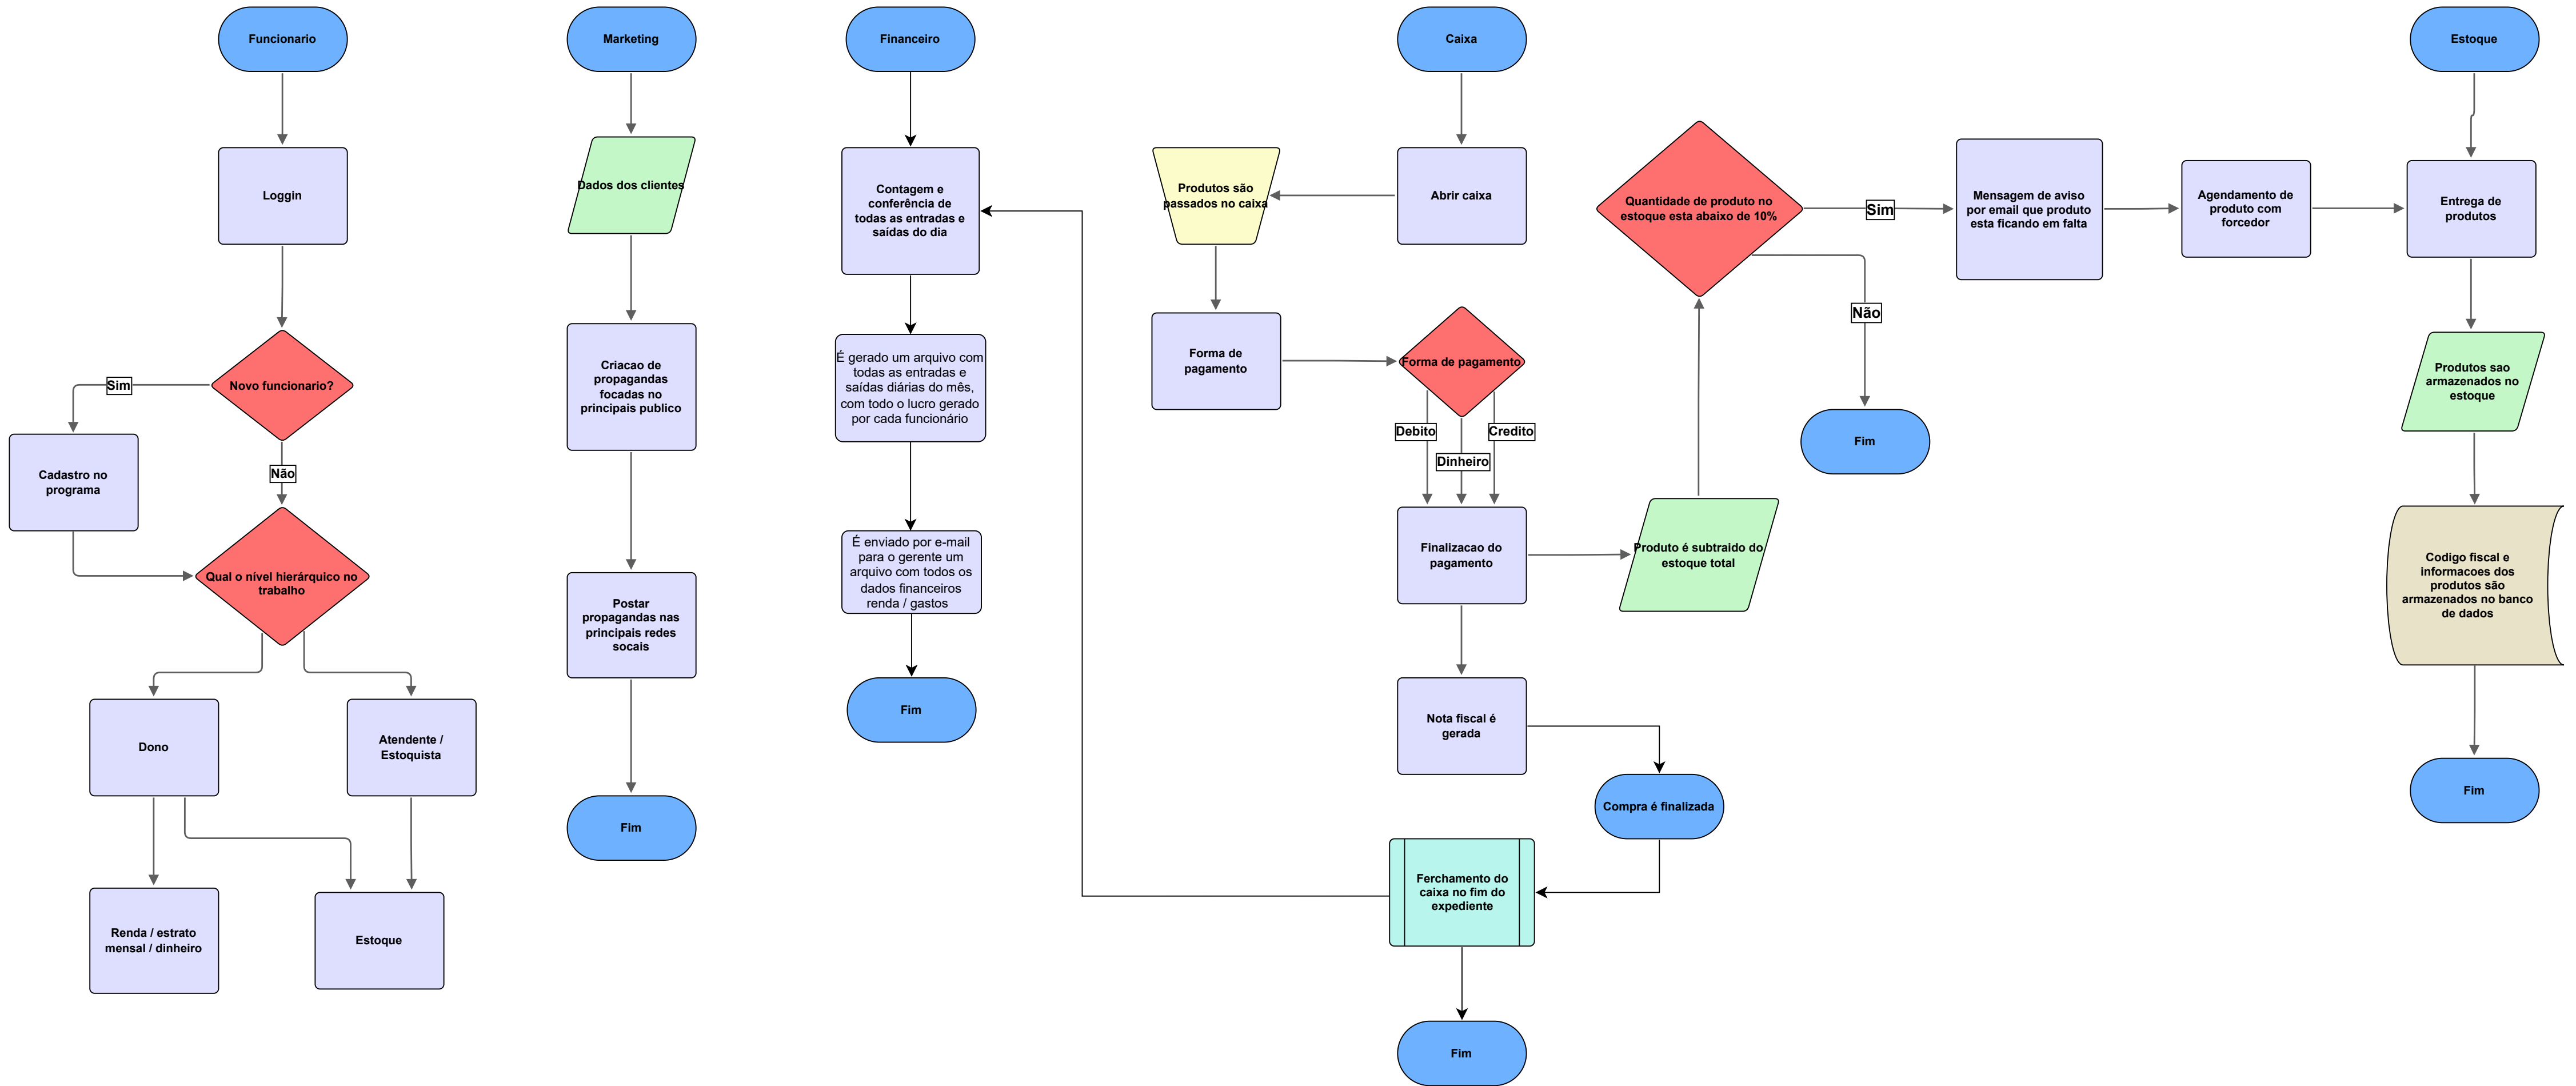 Funcionario
Loggin
Novo funcionario?
Sim
Cadastro no
programa
Não
Qual o nível hierárquico no
trabalho
Dono
Atendente /
Estoquista
Renda / estrato
mensal / dinheiro
Estoque
Marketing
Dados dos clientes
Criacao de
propagandas
focadas no
principais publico
Postar
propagandas nas
principais redes
socais
Fim
Financeiro
Contagem e
conferência de
todas as entradas e
saídas do dia
É gerado um arquivo com
todas as entradas e
saídas diárias do mês,
com todo o lucro gerado
por cada funcionário
É enviado por e-mail
para o gerente um
arquivo com todos os
dados financeiros
renda / gastos
Fim
Caixa
Abrir caixa
Produtos são
passados no caixa
Forma de
pagamento
Forma de pagamento
Debito
Dinheiro
Credito
Finalizacao do
pagamento
Produto é subtraido do
estoque total
Quantidade de produto no
estoque esta abaixo de 10%
Sim
Não
Fim
Mensagem de aviso
por email que produto
esta ficando em falta
Agendamento de
produto com
forcedor
Nota fiscal é
gerada
Compra é finalizada
Ferchamento do
caixa no fim do
expediente
Fim
Estoque
Entrega de
produtos
Produtos sao
armazenados no
estoque
Codigo fiscal e
informacoes dos
produtos são
armazenados no banco
de dados
Fim